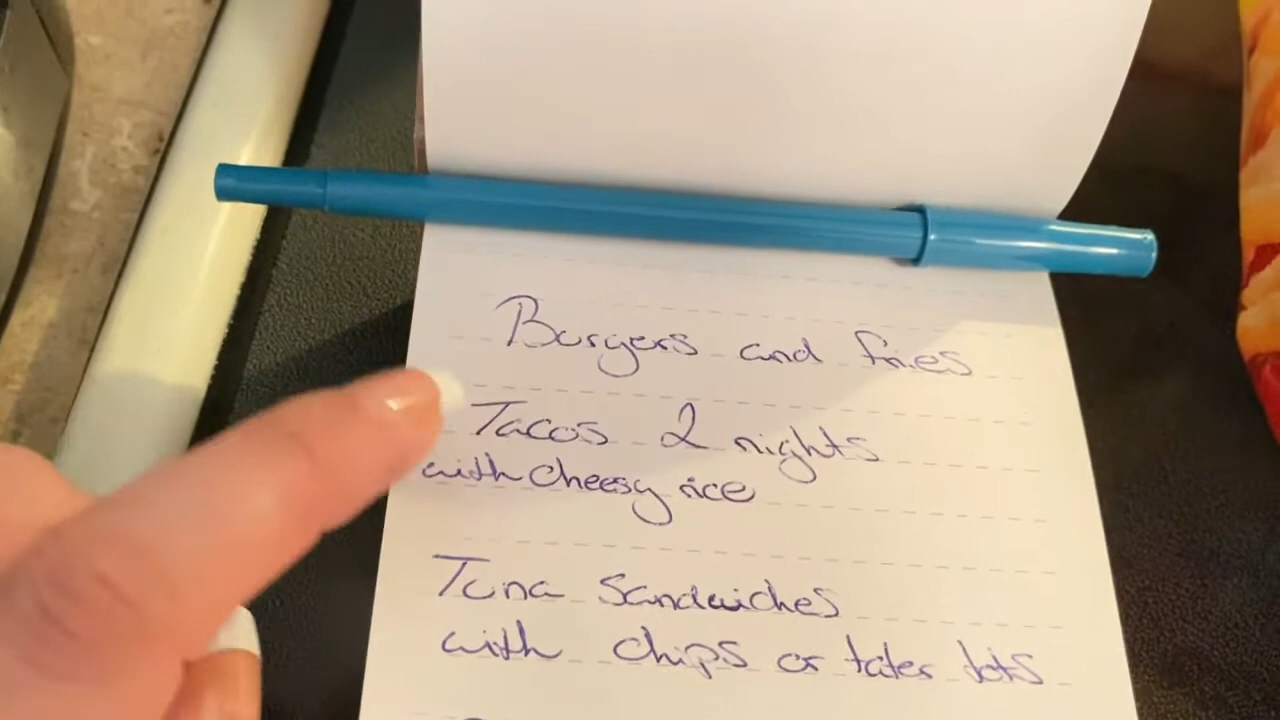 Burgers and fries
Tacos 2 nights
with Cheesy rice
Tuna Sandwiches
with chips or tater tots